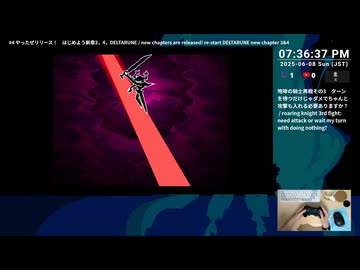 #4 やったぜリリース! はじめよう新章3, 4, DELTARUNE / new chapters are released! re-start DELTARUNE new chapter 3&4
07:36:37 PM
2025-06-08 Sun (JST)
1
0
咆哮の騎士再戦その3 ターン
を待つだけじゃダメでちゃんと
攻撃も入れる必要ありますか?
/ roaring knight 3rd fight:
need attack or wait my turn
with doing nothing?